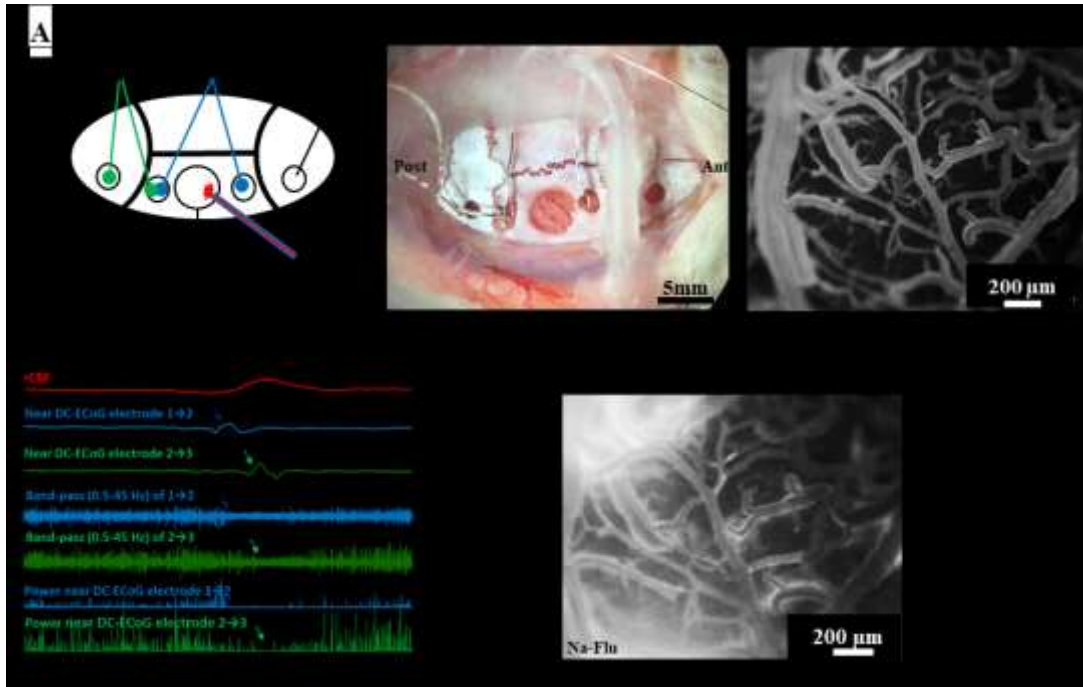 A
Post
Ant
5mm
200 μm
rCBF
Near DC-ECoG electrode 1→2
Near DC-ECoG electrode 2→3
Band-pass (0.5-45 Hz) of 1→2
Band-pass (0.5-45 Hz) of 2→3
Power near DC-ECoG electrode 1→2
Power near DC-ECoG electrode 2→3
Na-Flu
200 μm